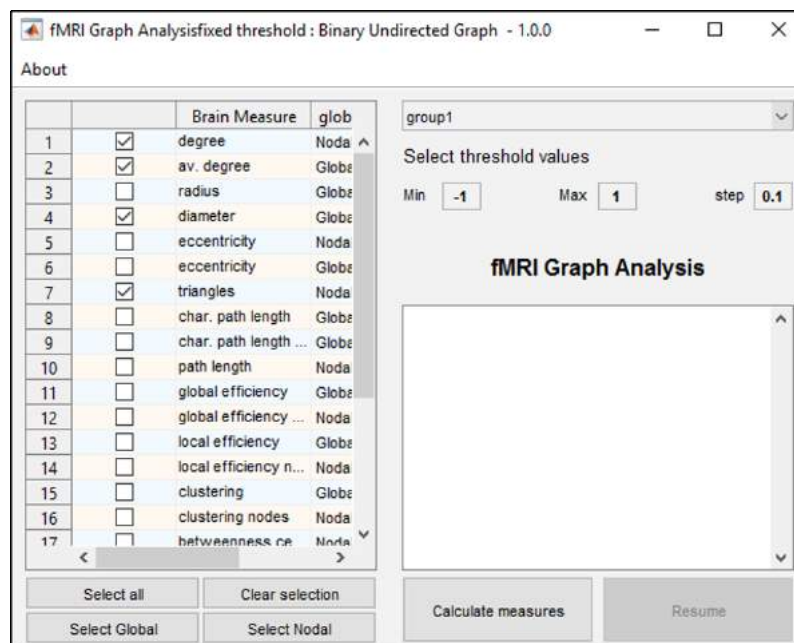 fMRI Graph Analysisfixed threshold : Binary Undirected Graph - 1.0.0
About
Brain Measure glob
1 degree Noda
2 av. degree Globa
3 radius Globa
4 diameter Globa
5 eccentricity Noda
6 eccentricity Globa
7 triangles Noda
8 char. path length Globa
9 char. path length ... Globa
10 path length Noda
11 global efficiency Globa
12 global efficiency ... Noda
13 local efficiency Globa
14 local efficiency n... Noda
15 clustering Globa
16 clustering nodes Noda
17 betweenness ce Noda
Select all Clear selection
Select Global Select Nodal
group1
Select threshold values
Min -1 Max 1 step 0.1
fMRI Graph Analysis
Calculate measures Resume